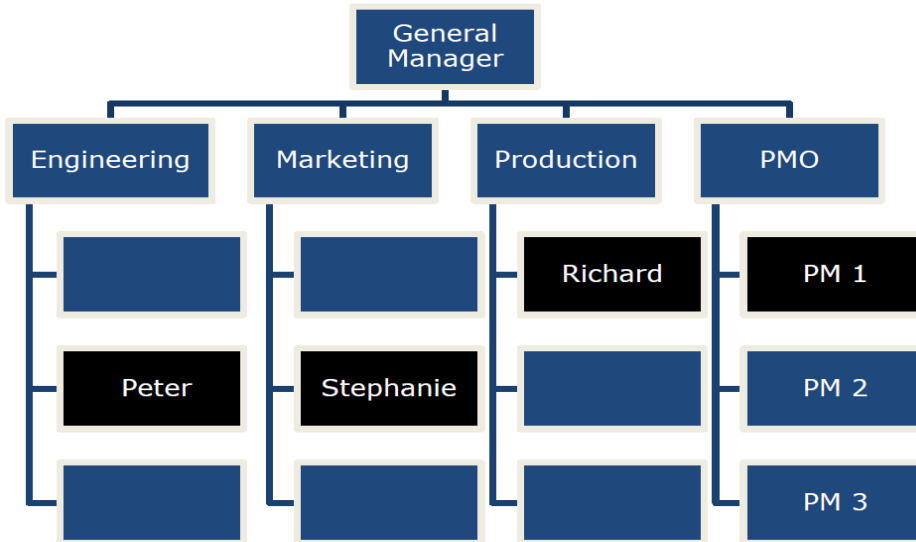 General
Manager
Engineering
Marketing
Production
PMO
Richard
PM 1
Peter
Stephanie
PM 2
PM 3